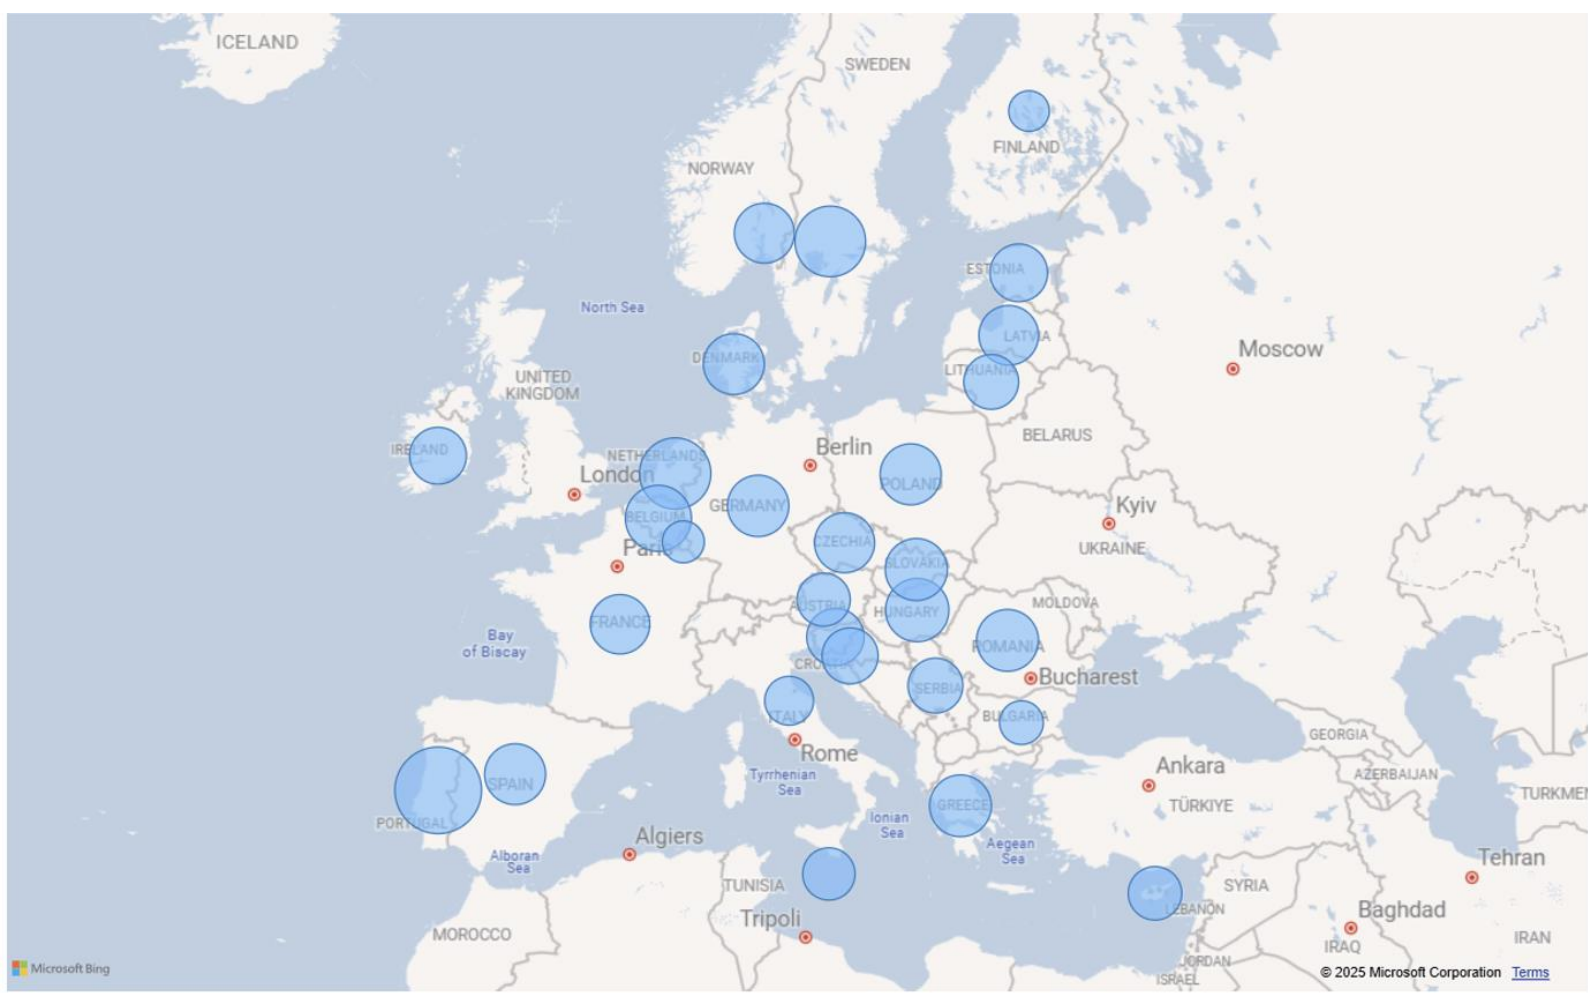 ICELAND
SWEDEN
FINLAND
NORWAY
ESTONIA
North Sea
LATVIA
Moscow
DENMARK
LITHUANIA
UNITED
KINGDOM
BELARUS
IRELAND
NETHERLANDS
Berlin
London
POLAND
GERMANY
Kyiv
BELGIUM
Paris
CZECHIA
UKRAINE
SLOVAKIA
AUSTRIA
HUNGARY
MOLDOVA
FRANCE
Bay
of Biscay
ROMANIA
CROATIA
Bucharest
SERBIA
ITALY
BULGARIA
GEORGIA
Rome
Ankara
AZERBAIJAN
Tyrrhenian
Sea
SPAIN
TÜRKIYE
TURKMEN
GREECE
PORTUGAL
Ionian
Sea
Algiers
Aegean
Sea
Alboran
Sea
Tehran
TUNISIA
SYRIA
LEBANON
Tripoli
Baghdad
MOROCCO
IRAQ
IRAN
JORDAN
ISRAEL
Microsoft Bing
© 2025 Microsoft Corporation Terms